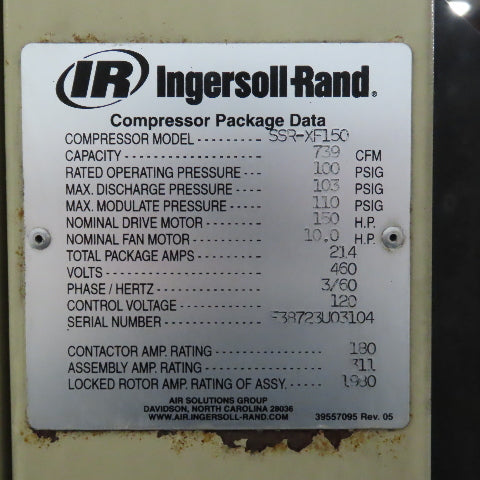 IR Ingersoll-Rand®
Compressor Package Data
COMPRESSOR MODEL --------- SSR-XF150
CAPACITY ------------------- 739 CFM
RATED OPERATING PRESSURE --- 100 PSIG
MAX. DISCHARGE PRESSURE ---- 103 PSIG
MAX. MODULATE PRESSURE ---- 110 PSIG
NOMINAL DRIVE MOTOR ------- 150 H.P.
NOMINAL FAN MOTOR --------- 10.0 H.P.
TOTAL PACKAGE AMPS -------- 214
VOLTS ---------------------- 460
PHASE / HERTZ -------------- 3/60
CONTROL VOLTAGE ----------- 120
SERIAL NUMBER ------------- F38723U03104
CONTACTOR AMP. RATING ------------ 180
ASSEMBLY AMP. RATING ------------- 311
LOCKED ROTOR AMP. RATING OF ASSY. ----- 1980
AIR SOLUTIONS GROUP
DAVIDSON, NORTH CAROLINA 28036
WWW.AIR.INGERSOLL-RAND.COM 39557095 Rev. 05